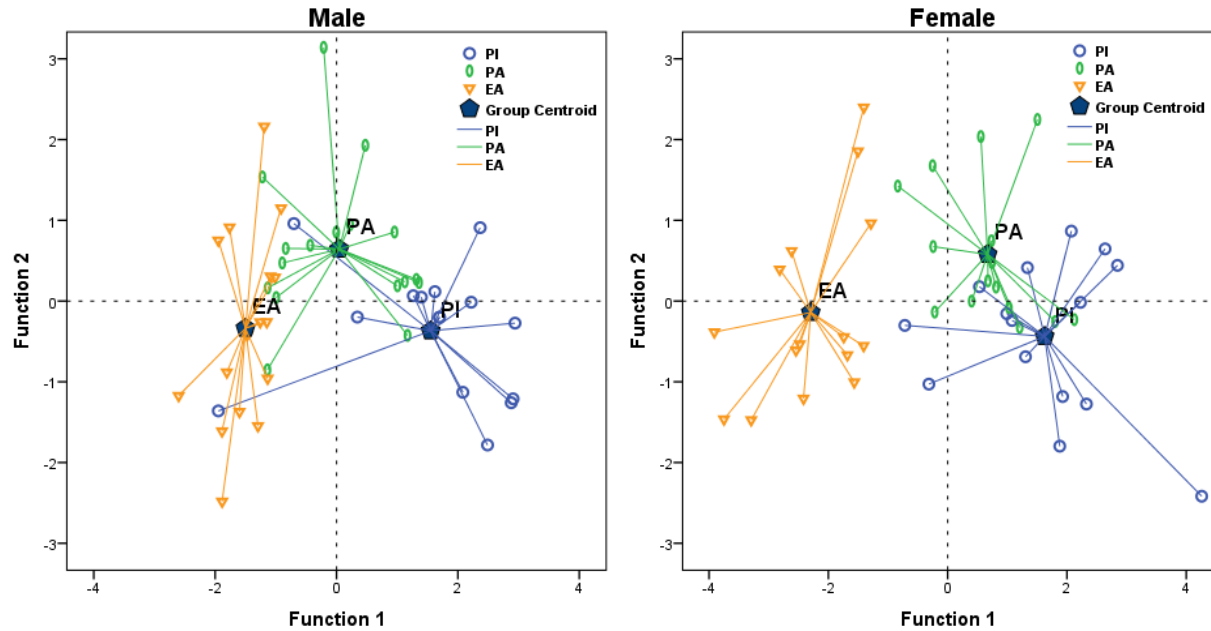 Male
Function 2
3
2
1
0
-1
-2
-3
PI
PA
EA
Group Centroid
PI
PA
EA
PA
EA
PI
-4
-2
0
2
4
Function 1
Female
Function 2
3
2
1
0
-1
-2
-3
PI
PA
EA
Group Centroid
PI
PA
EA
PA
EA
PI
-4
-2
0
2
4
Function 1